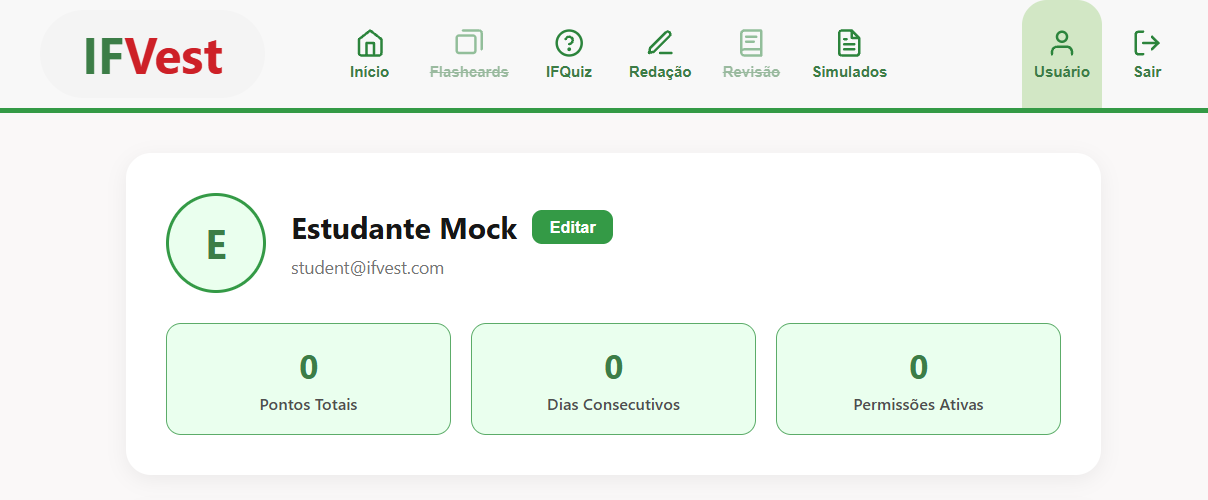 IFVest
Início
Flashcards
IFQuiz
Redação
Revisão
Simulados
Usuário
Sair
E
Estudante Mock
Editar
student@ifvest.com
0
Pontos Totais
0
Dias Consecutivos
0
Permissões Ativas